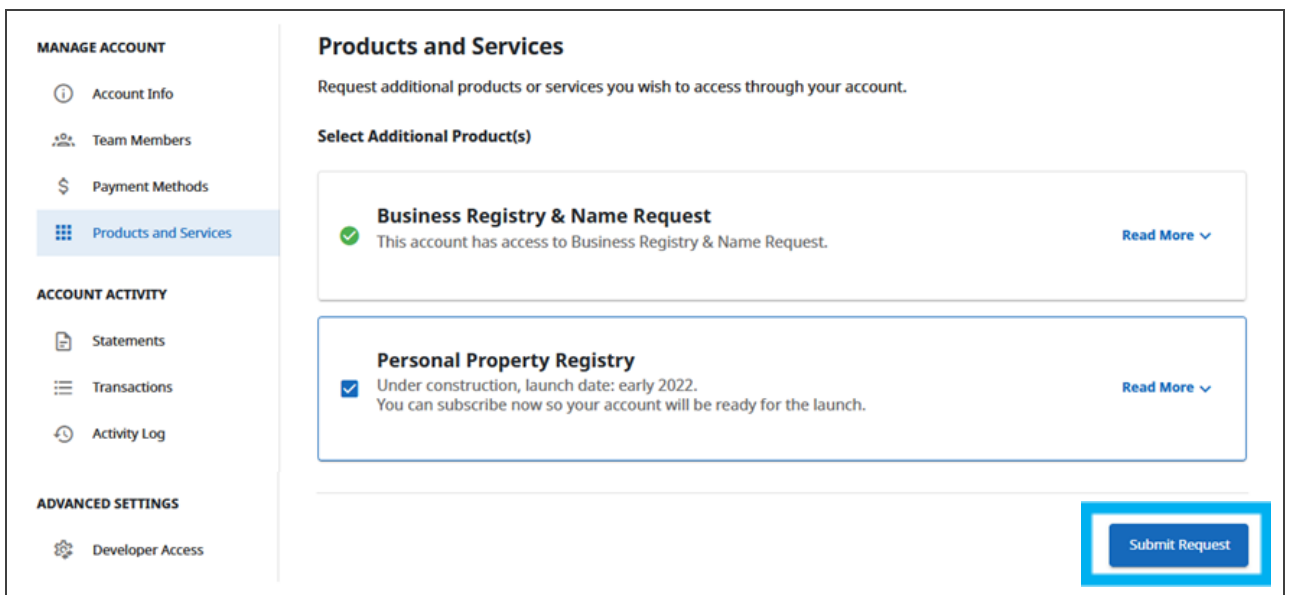 MANAGE ACCOUNT
Account Info
Team Members
Payment Methods
Products and Services
ACCOUNT ACTIVITY
Statements
Transactions
Activity Log
ADVANCED SETTINGS
Developer Access
Products and Services
Request additional products or services you wish to access through your account.
Select Additional Product(s)
Business Registry & Name Request
This account has access to Business Registry & Name Request.
Read More
Personal Property Registry
Under construction, launch date: early 2022.
You can subscribe now so your account will be ready for the launch.
Read More
Submit Request